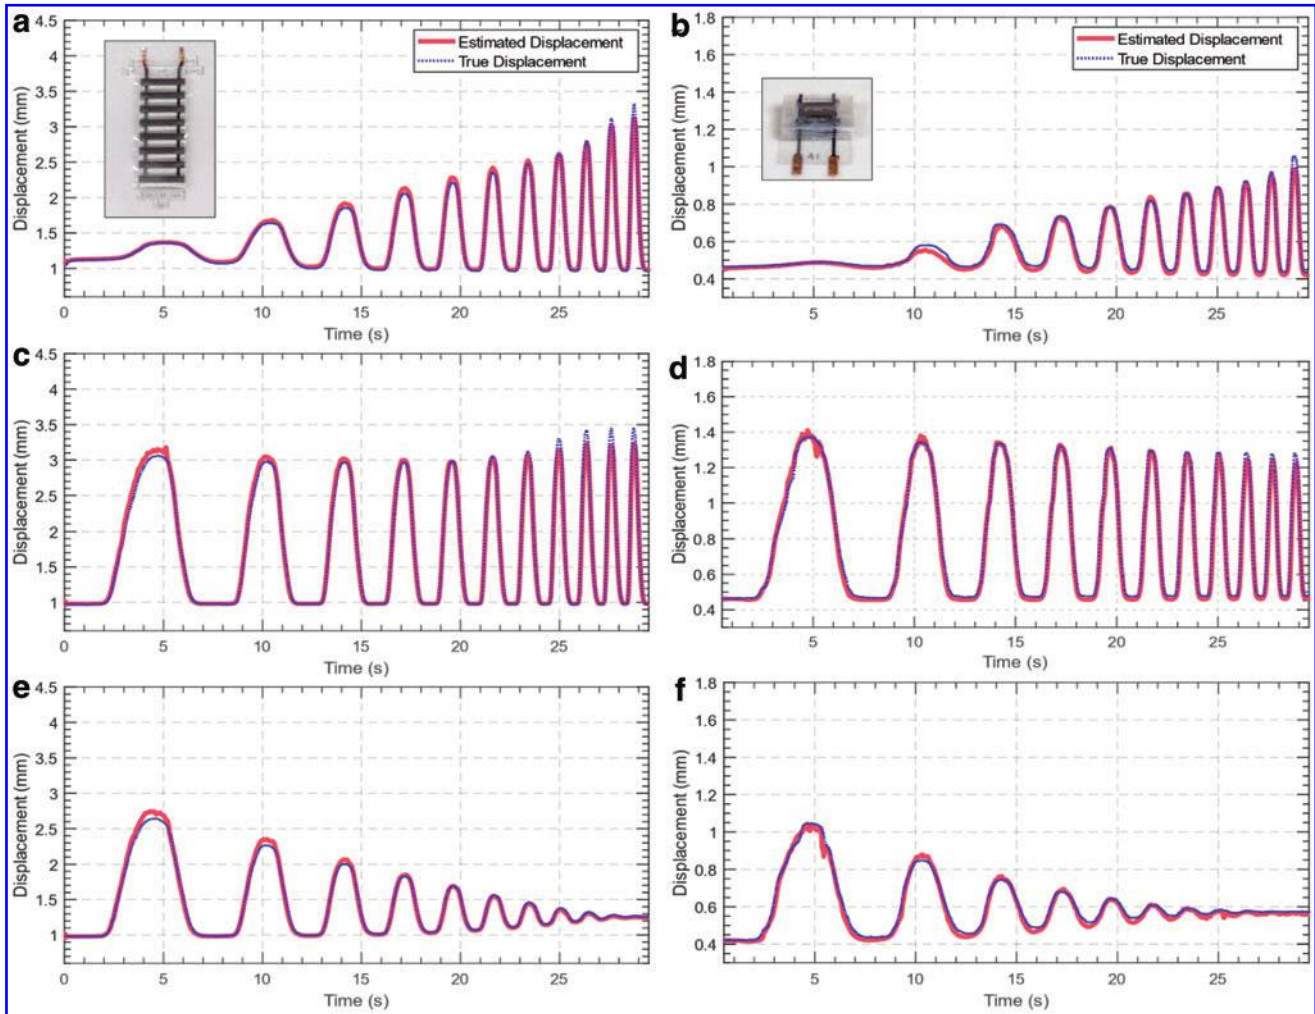 a
Estimated Displacement
True Displacement
4.5
4
3.5
3
2.5
2
1.5
1
Displacement (mm)
0 5 10 15 20 25
Time (s)
b
Estimated Displacement
True Displacement
A1
1.8
1.6
1.4
1.2
1
0.8
0.6
0.4
Displacement (mm)
5 10 15 20 25
Time (s)
c
4.5
4
3.5
3
2.5
2
1.5
1
Displacement (mm)
0 5 10 15 20 25
Time (s)
d
1.8
1.6
1.4
1.2
1
0.8
0.6
0.4
Displacement (mm)
5 10 15 20 25
Time (s)
e
4.5
4
3.5
3
2.5
2
1.5
1
Displacement (mm)
0 5 10 15 20 25
Time (s)
f
1.8
1.6
1.4
1.2
1
0.8
0.6
0.4
Displacement (mm)
5 10 15 20 25
Time (s)